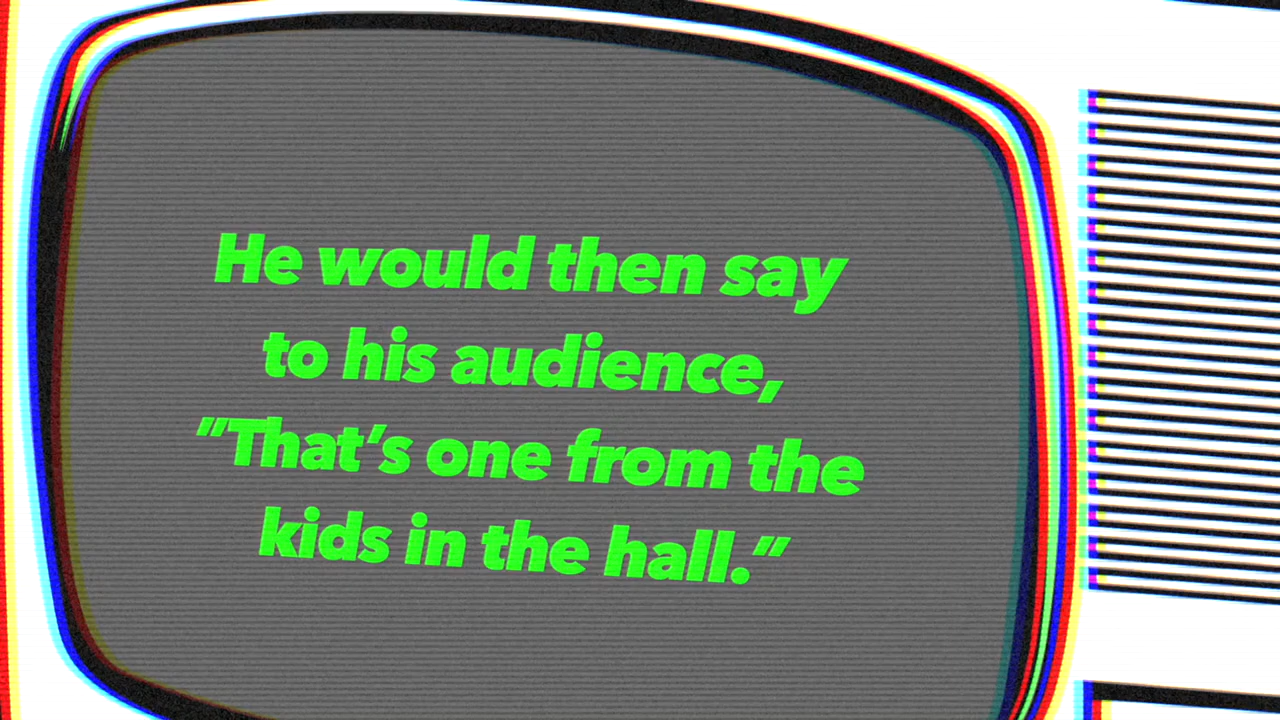 He would then say
to his audience,
"That's one from the
kids in the hall."